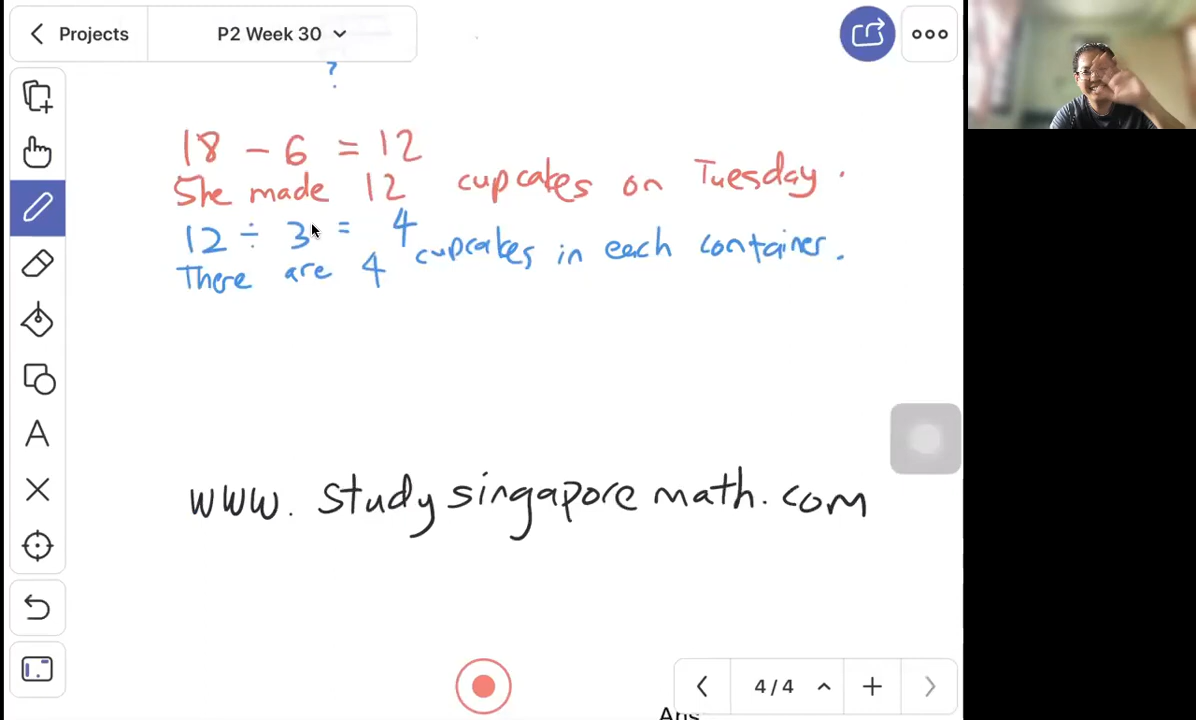 Projects
P2 Week 30
?
18 - 6 = 12
She made 12 cupcakes on Tuesday.
12 ÷ 3 = 4
There are 4 cupcakes in each container.
www.studysingaporemath.com
A
4/4
Ans